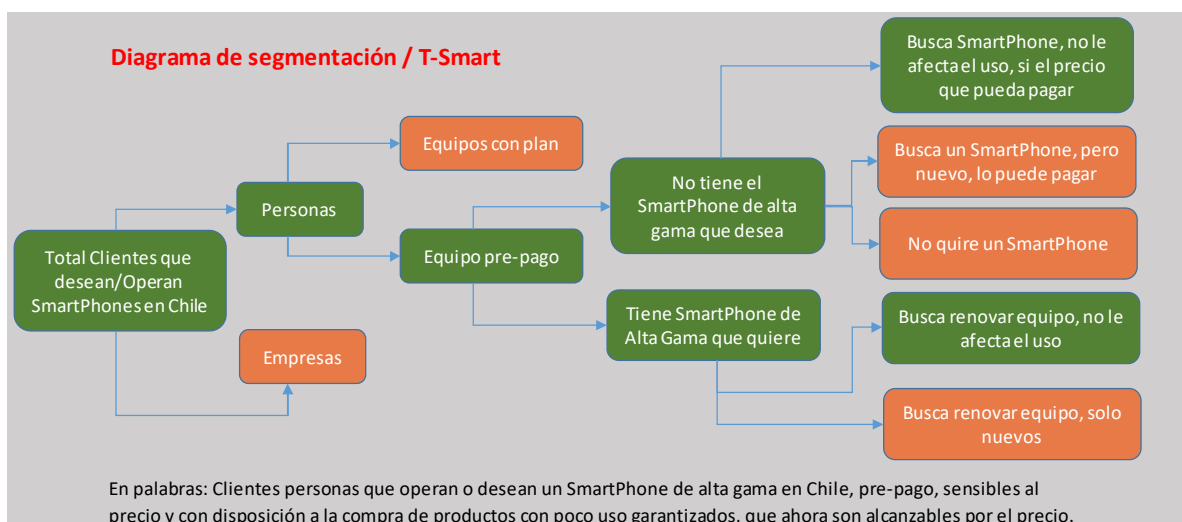 Diagrama de segmentación / T-Smart
Busca SmartPhone, no le
afecta el uso, si el precio
que pueda pagar
Equipos con plan
Busca un SmartPhone, pero
nuevo, lo puede pagar
No tiene el
SmartPhone de alta
gama que desea
Personas
No quire un SmartPhone
Equipo pre-pago
Total Clientes que
desean/Operan
SmartPhones en Chile
Tiene SmartPhone de
Alta Gama que quiere
Busca renovar equipo, no le
afecta el uso
Empresas
Busca renovar equipo, solo
nuevos
En palabras: Clientes personas que operan o desean un SmartPhone de alta gama en Chile, pre-pago, sensibles al
precio y con disposición a la compra de productos con poco uso garantizados, que ahora son alcanzables por el precio.